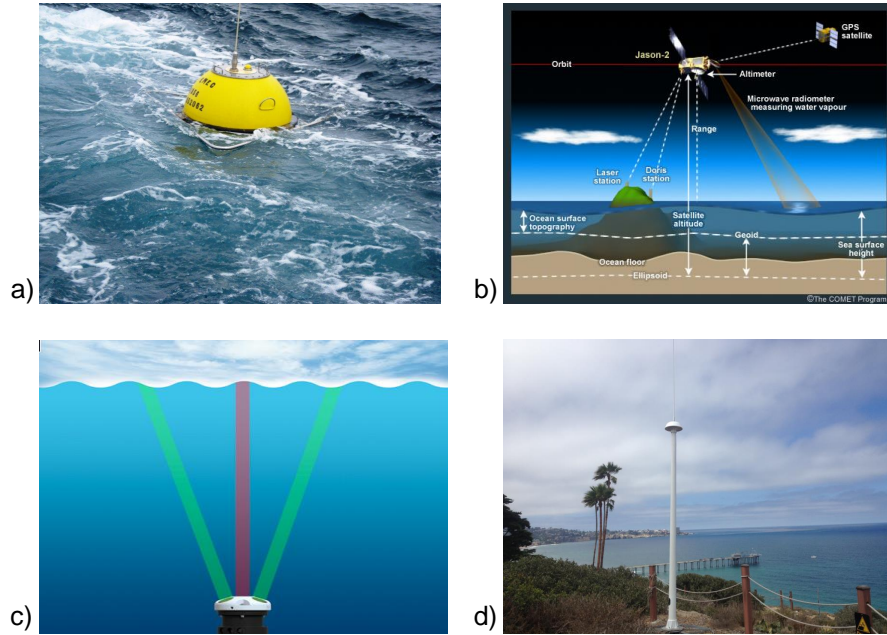 a)
b)
GPS
satellite
Jason-2
Orbit
Altimeter
Microwave radiometer
measuring water vapour
Range
Laser
station
Doris
station
Ocean surface
topography
Satellite
altitude
Geoid
Sea surface
height
Ocean floor
Ellipsoid
©The COMET Program
c)
d)